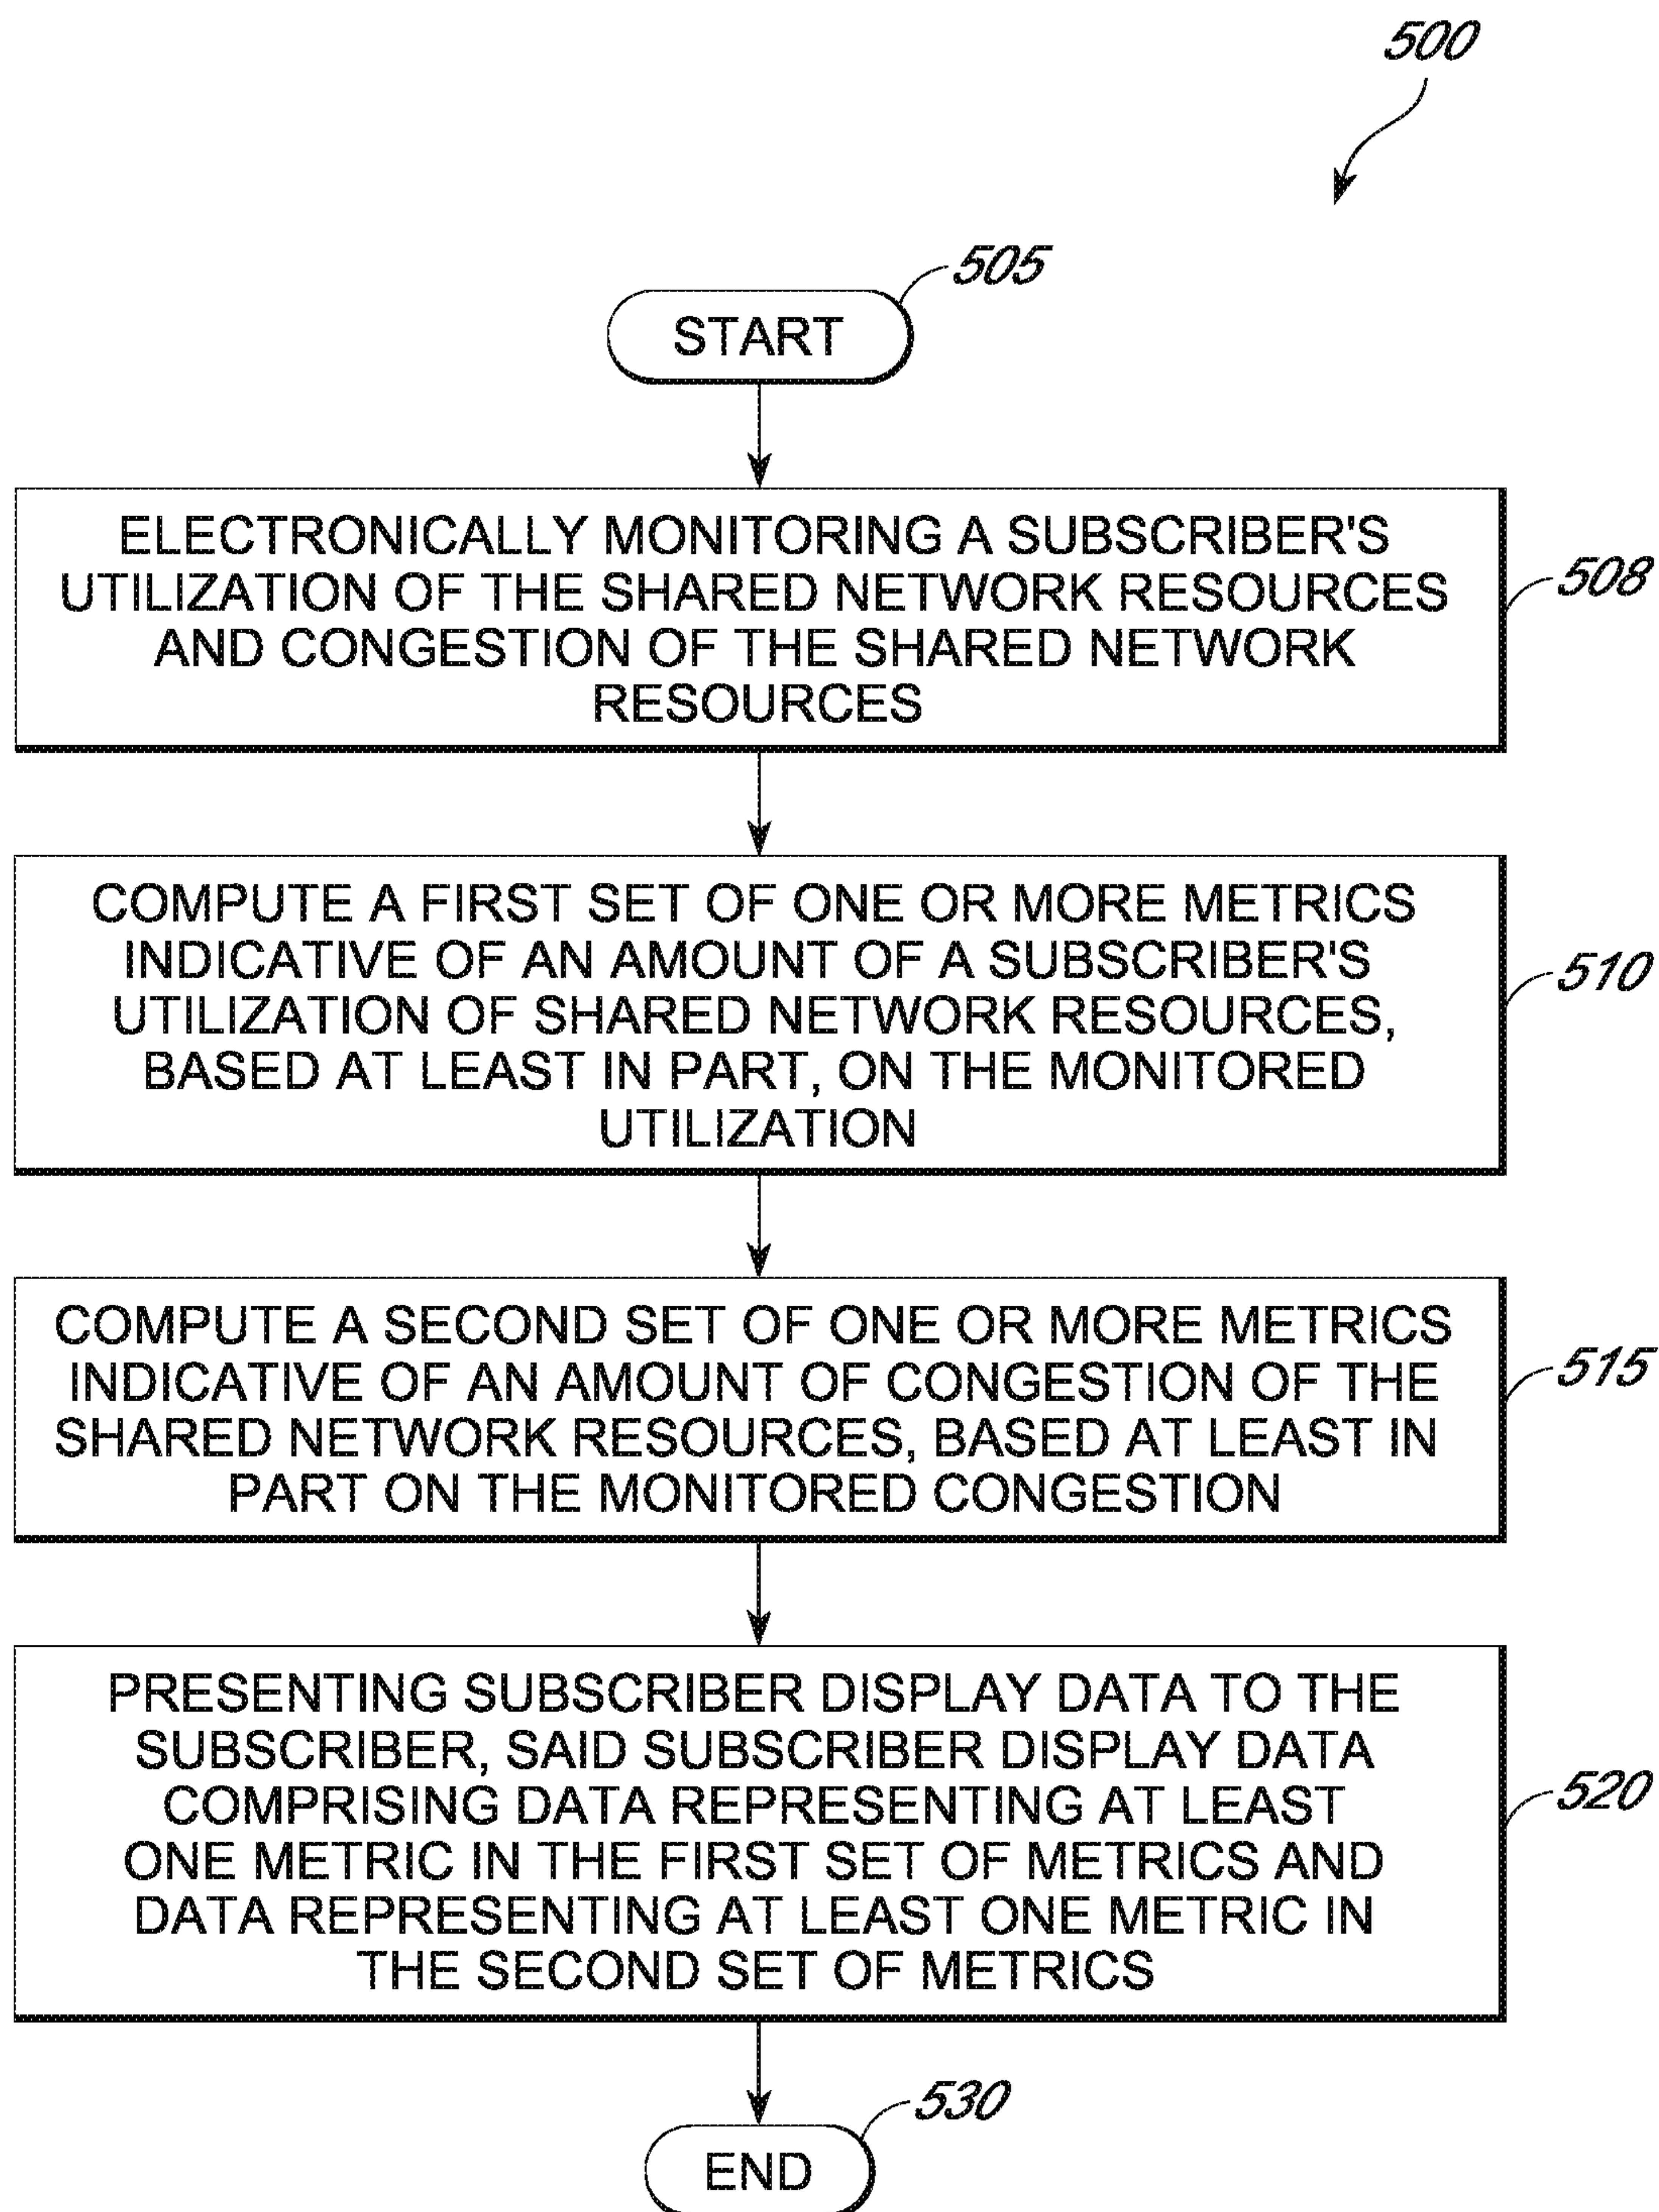 500
505
START
ELECTRONICALLY MONITORING A SUBSCRIBER'S
UTILIZATION OF THE SHARED NETWORK RESOURCES
AND CONGESTION OF THE SHARED NETWORK
RESOURCES
508
COMPUTE A FIRST SET OF ONE OR MORE METRICS
INDICATIVE OF AN AMOUNT OF A SUBSCRIBER'S
UTILIZATION OF SHARED NETWORK RESOURCES,
BASED AT LEAST IN PART, ON THE MONITORED
UTILIZATION
510
COMPUTE A SECOND SET OF ONE OR MORE METRICS
INDICATIVE OF AN AMOUNT OF CONGESTION OF THE
SHARED NETWORK RESOURCES, BASED AT LEAST IN
PART ON THE MONITORED CONGESTION
515
PRESENTING SUBSCRIBER DISPLAY DATA TO THE
SUBSCRIBER, SAID SUBSCRIBER DISPLAY DATA
COMPRISING DATA REPRESENTING AT LEAST
ONE METRIC IN THE FIRST SET OF METRICS AND
DATA REPRESENTING AT LEAST ONE METRIC IN
THE SECOND SET OF METRICS
520
530
END